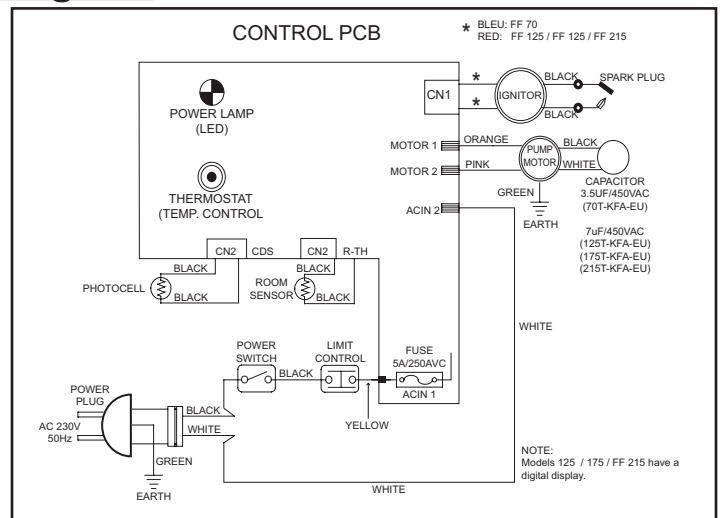 CONTROL PCB
* BLEU: FF 70
RED: FF 125 / FF 125 / FF 215
POWER LAMP
(LED)
THERMOSTAT
(TEMP. CONTROL
CN1
*
*
IGNITOR
BLACK
BLACK
SPARK PLUG
MOTOR 1
ORANGE
MOTOR 2
PINK
PUMP
MOTOR
BLACK
WHITE
CAPACITOR
3.5UF/450VAC
(70T-KFA-EU)
7uF/450VAC
(125T-KFA-EU)
(175T-KFA-EU)
(215T-KFA-EU)
GREEN
EARTH
ACIN 2
CN2
CDS
CN2
R-TH
BLACK
PHOTOCELL
BLACK
BLACK
ROOM
SENSOR
BLACK
WHITE
POWER
SWITCH
BLACK
LIMIT
CONTROL
FUSE
5A/250AVC
ACIN 1
YELLOW
POWER
PLUG
AC 230V
50Hz
BLACK
WHITE
GREEN
EARTH
WHITE
NOTE:
Models 125 / 175 / FF 215 have a
digital display.